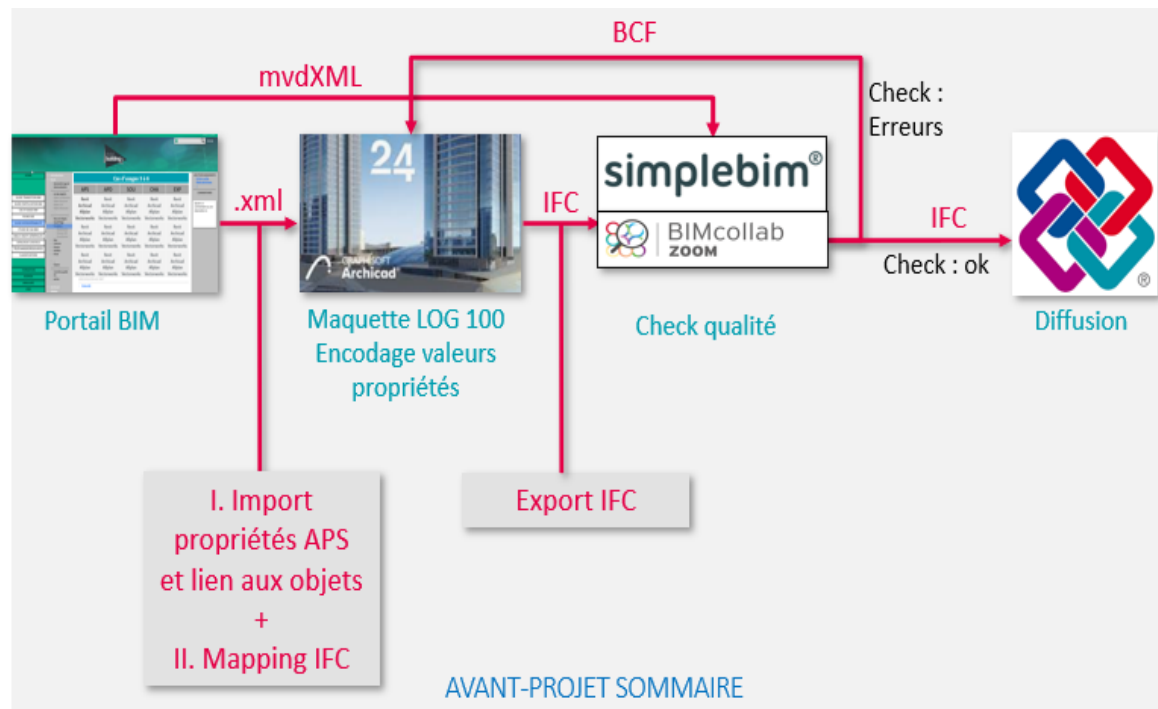 BCF
mvdXML
Check :
Erreurs
24
GRAPHISOFT
Archicad
simplebim®
BIMcollab
ZOOM
.xml
IFC
IFC
Check : ok
®
Portail BIM
Maquette LOG 100
Encodage valeurs
propriétés
Check qualité
Diffusion
I. Import
propriétés APS
et lien aux objets
+
II. Mapping IFC
Export IFC
AVANT-PROJET SOMMAIRE